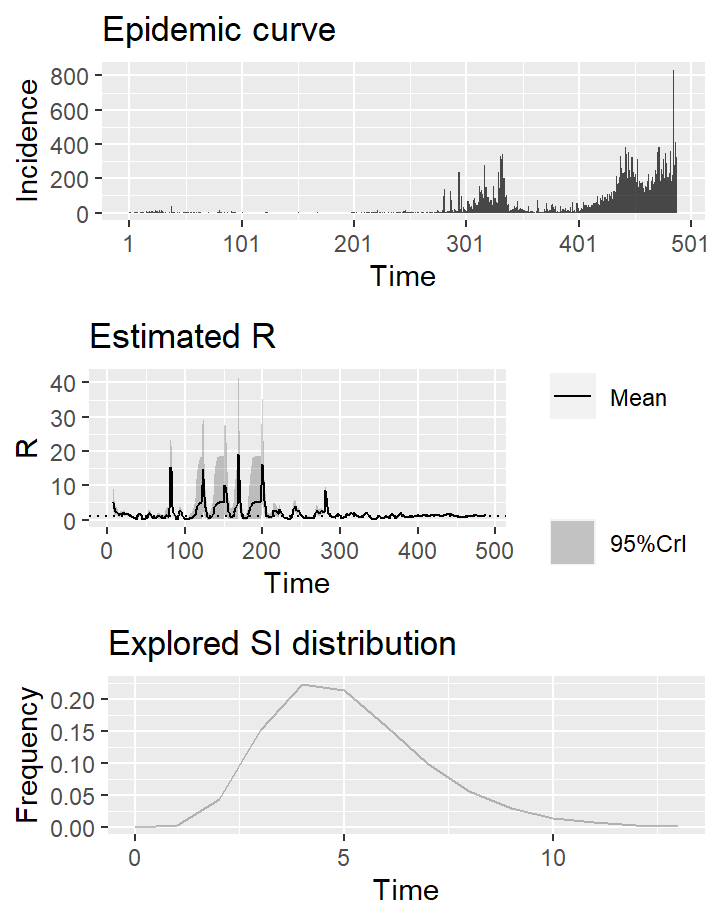 Epidemic curve
Incidence
800
600
400
200
0
1 101 201 301 401 501
Time
Estimated R
R
40
30
20
10
0
0 100 200 300 400 500
Time
Mean
95%CrI
Explored SI distribution
Frequency
0.20
0.15
0.10
0.05
0.00
0 5 10
Time